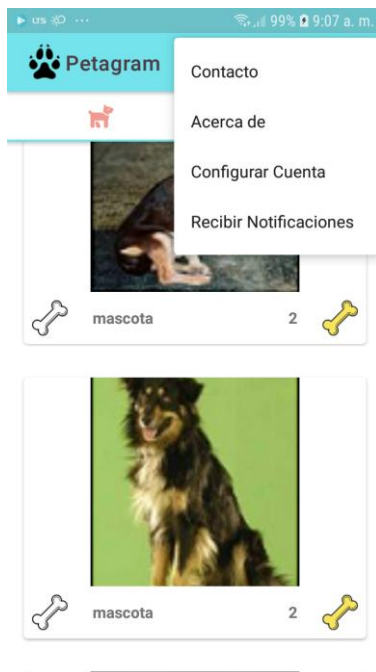 99% 9:07 a. m.
Petagram
Contacto
Acerca de
Configurar Cuenta
Recibir Notificaciones
mascota 2
mascota 2